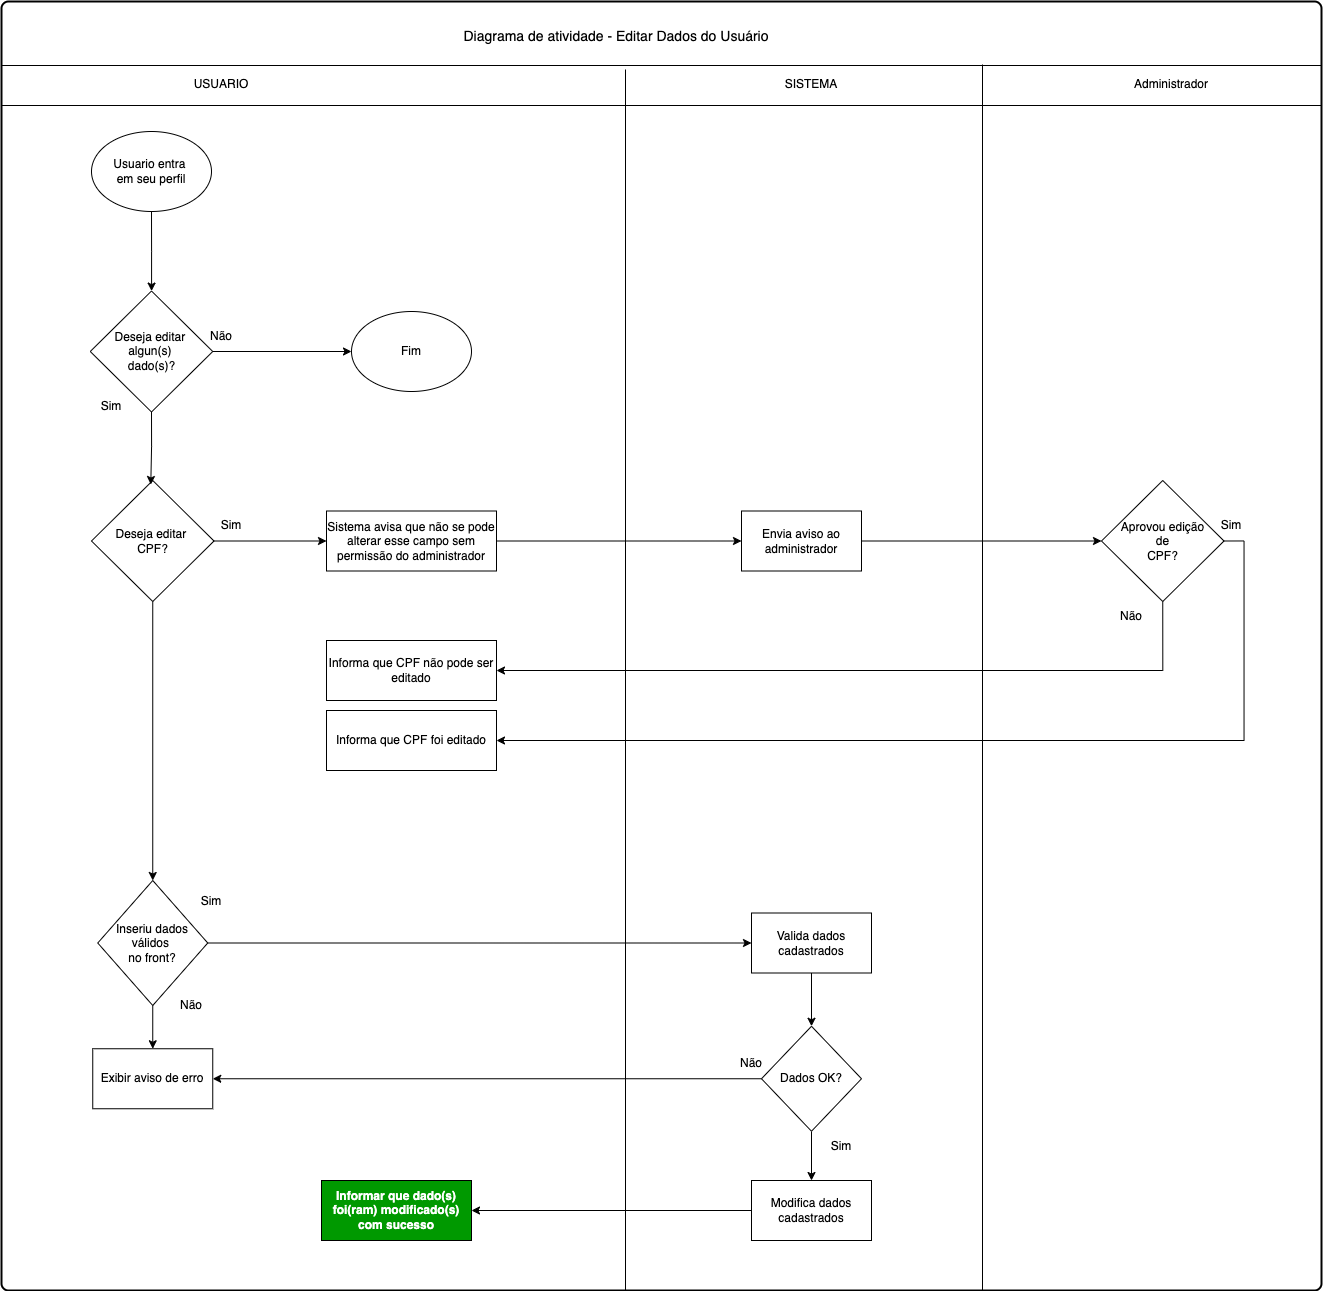 Diagrama de atividade - Editar Dados do Usuário
USUARIO
SISTEMA
Administrador
Usuario entra
em seu perfil
Deseja editar
algun(s)
dado(s)?
Não
Fim
Sim
Deseja editar
CPF?
Sim
Sistema avisa que não se pode
alterar esse campo sem
permissão do administrador
Envia aviso ao
administrador
Aprovou edição
de
CPF?
Sim
Não
Informa que CPF não pode ser
editado
Informa que CPF foi editado
Sim
Inseriu dados
válidos
no front?
Valida dados
cadastrados
Não
Exibir aviso de erro
Não
Dados OK?
Sim
Informar que dado(s)
foi(ram) modificado(s)
com sucesso
Modifica dados
cadastrados